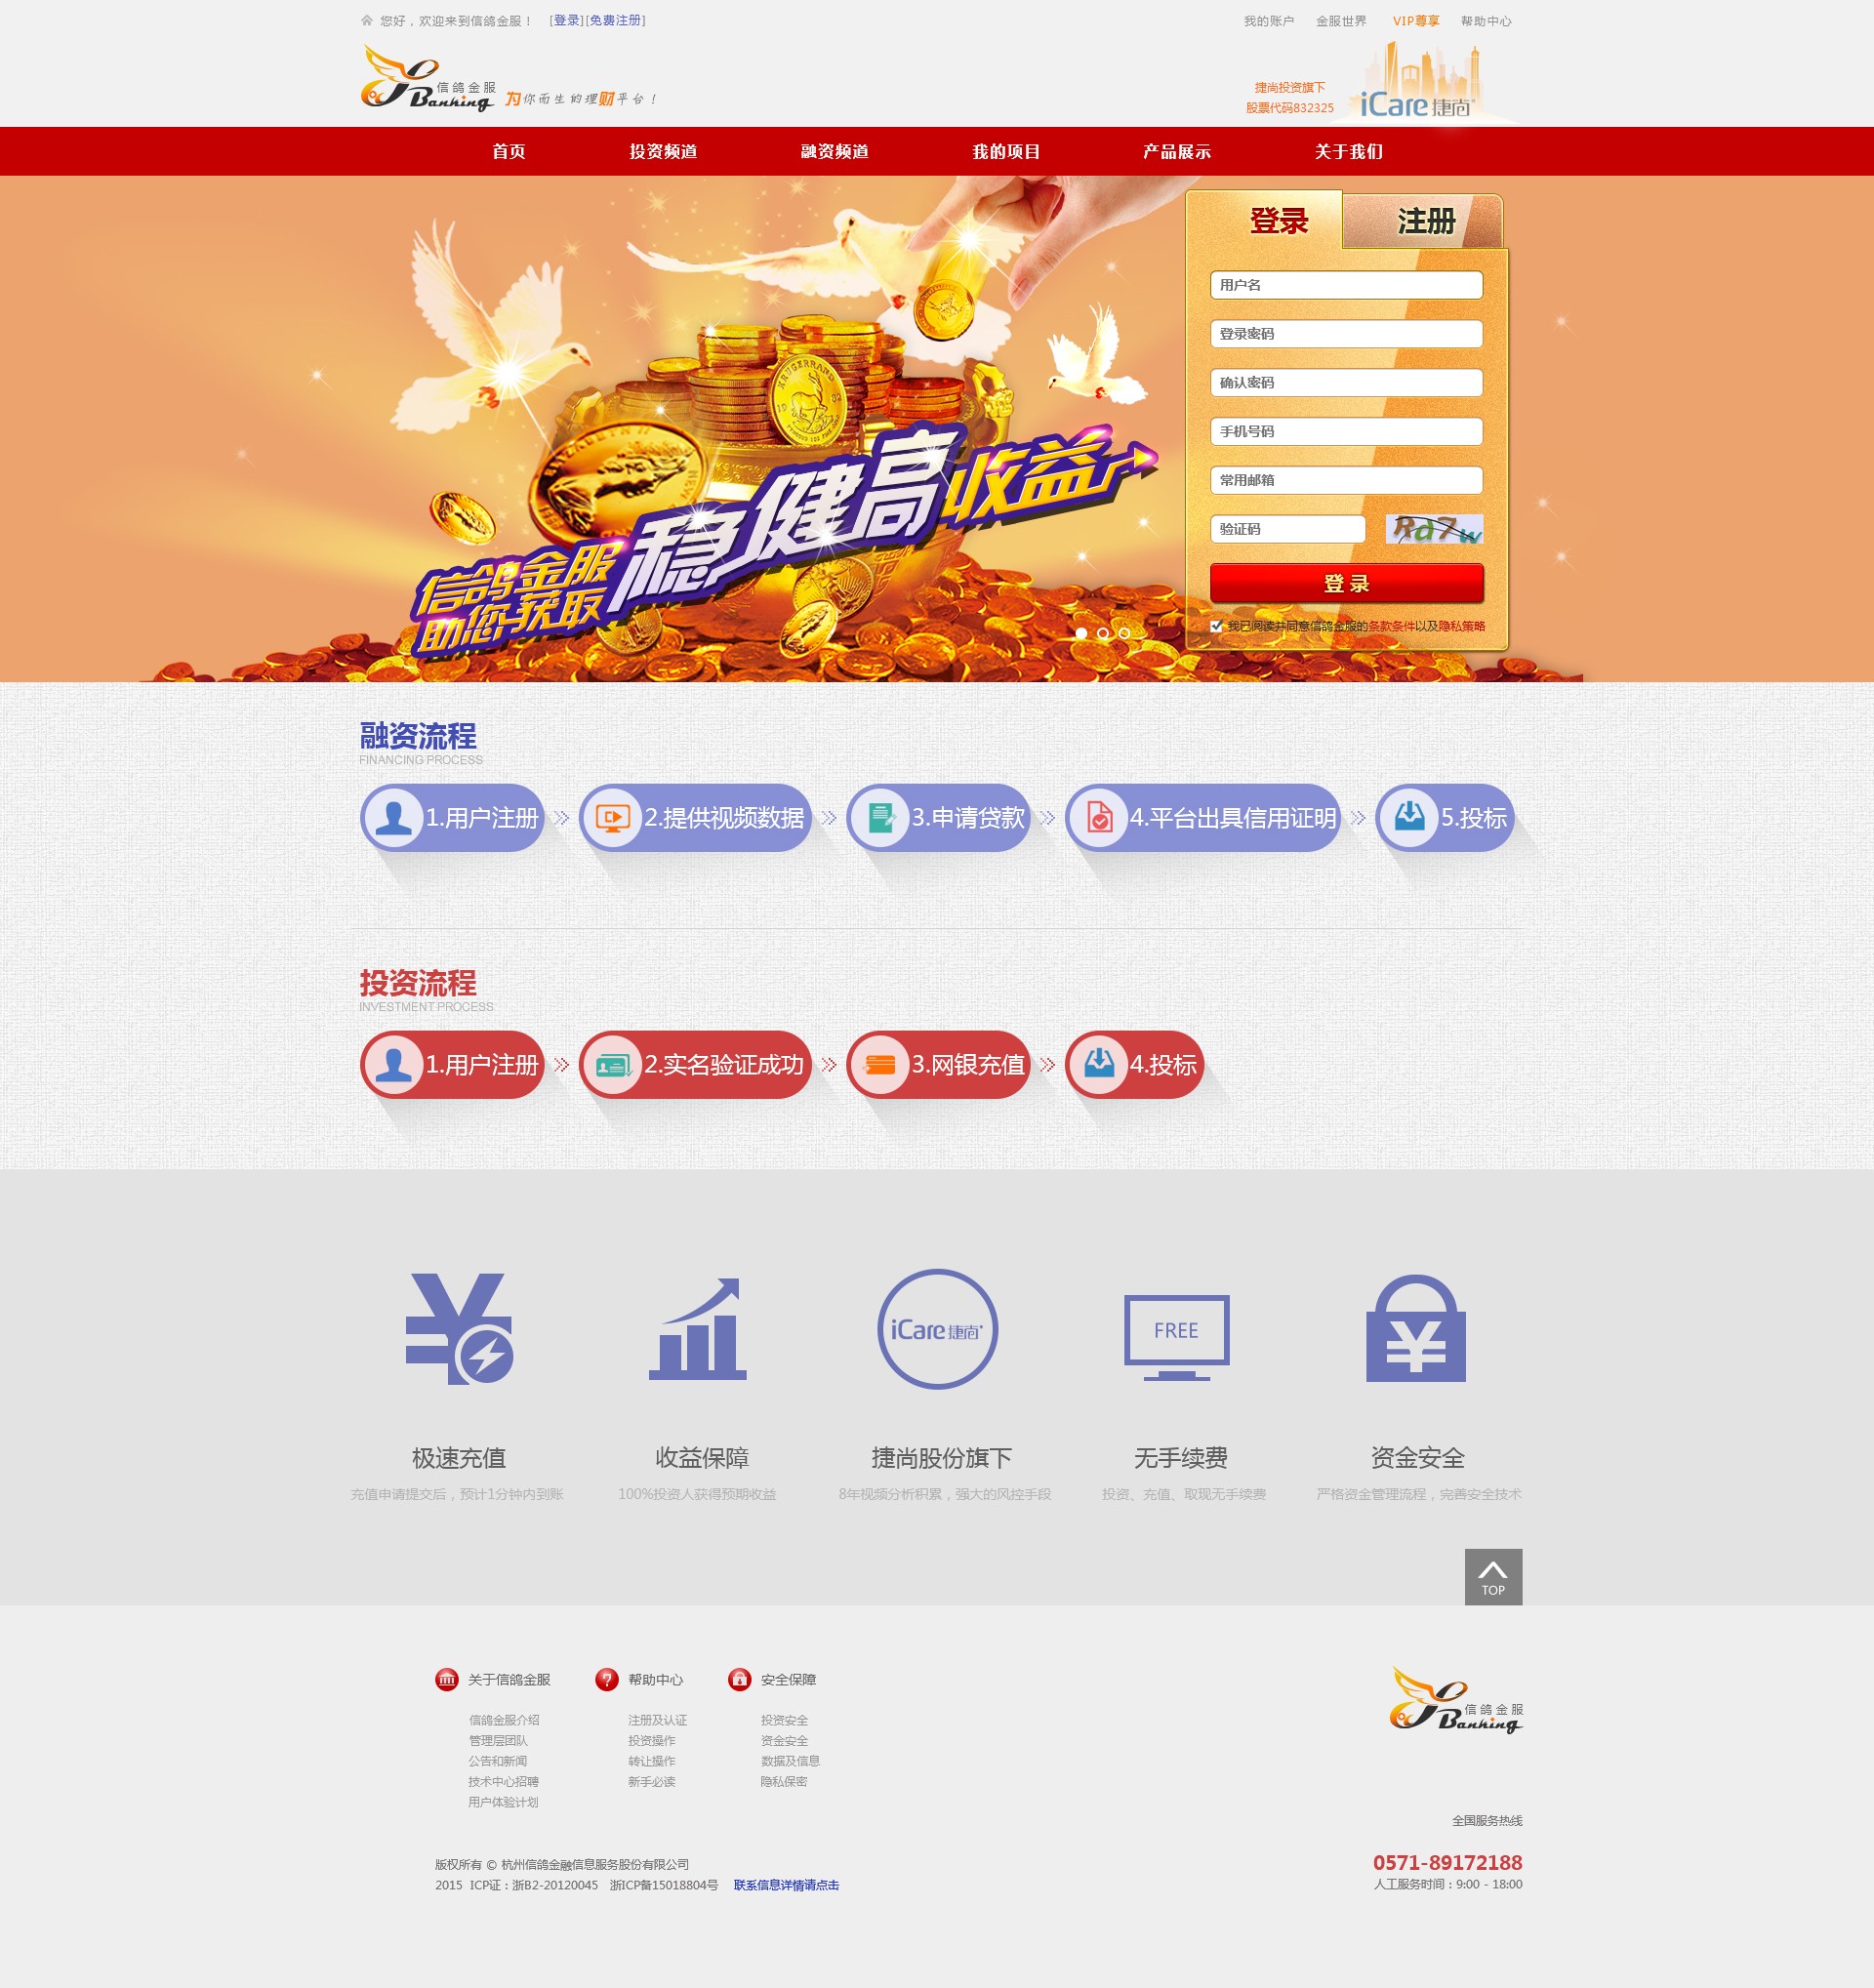 您好，欢迎来到信鸽金服！ [登录][免费注册]
我的账户 金服世界 VIP尊享 帮助中心
信鸽金服
Banking
为你而生的理财平台！
捷尚投资旗下
股票代码832325
iCare捷尚
首页 投资频道 融资频道 我的项目 产品展示 关于我们
KRUGERRAND
信鸽金服
助您获取
稳健高收益
登录 注册
用户名
登录密码
确认密码
手机号码
常用邮箱
验证码 Rd7w
登 录
我已阅读并同意信鸽金服的条款条件以及隐私策略
融资流程
FINANCING PROCESS
1.用户注册 2.提供视频数据 3.申请贷款 4.平台出具信用证明 5.投标
投资流程
INVESTMENT PROCESS
1.用户注册 2.实名验证成功 3.网银充值 4.投标
iCare捷尚
FREE
极速充值 收益保障 捷尚股份旗下 无手续费 资金安全
充值申请提交后，预计1分钟内到账 100%投资人获得预期收益 8年视频分析积累，强大的风控手段 投资、充值、取现无手续费 严格资金管理流程，完善安全技术
TOP
关于信鸽金服 帮助中心 安全保障
信鸽金服介绍 注册及认证 投资安全
管理层团队 投资操作 资金安全
公告和新闻 转让操作 数据及信息
技术中心招聘 新手必读 隐私保密
用户体验计划
信鸽金服
Banking
全国服务热线
0571-89172188
人工服务时间：9:00 - 18:00
版权所有 © 杭州信鸽金融信息服务股份有限公司
2015 ICP证：浙B2-20120045 浙ICP备15018804号 联系信息详情请点击